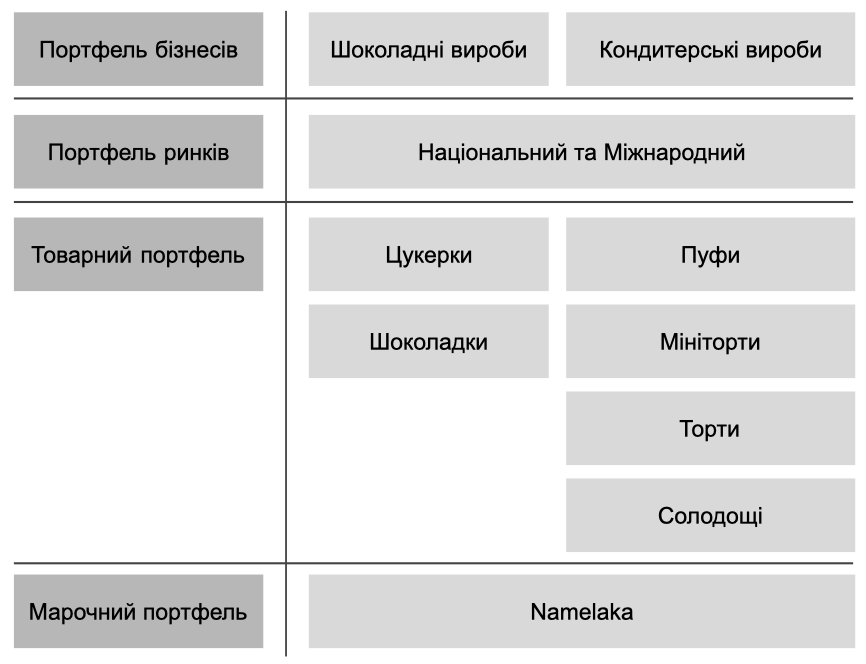 Портфель бізнесів
Шоколадні вироби
Кондитерські вироби
Портфель ринків
Національний та Міжнародний
Товарний портфель
Цукерки
Пуфи
Шоколадки
Мініторти
Торти
Солодощі
Марочний портфель
Namelaka